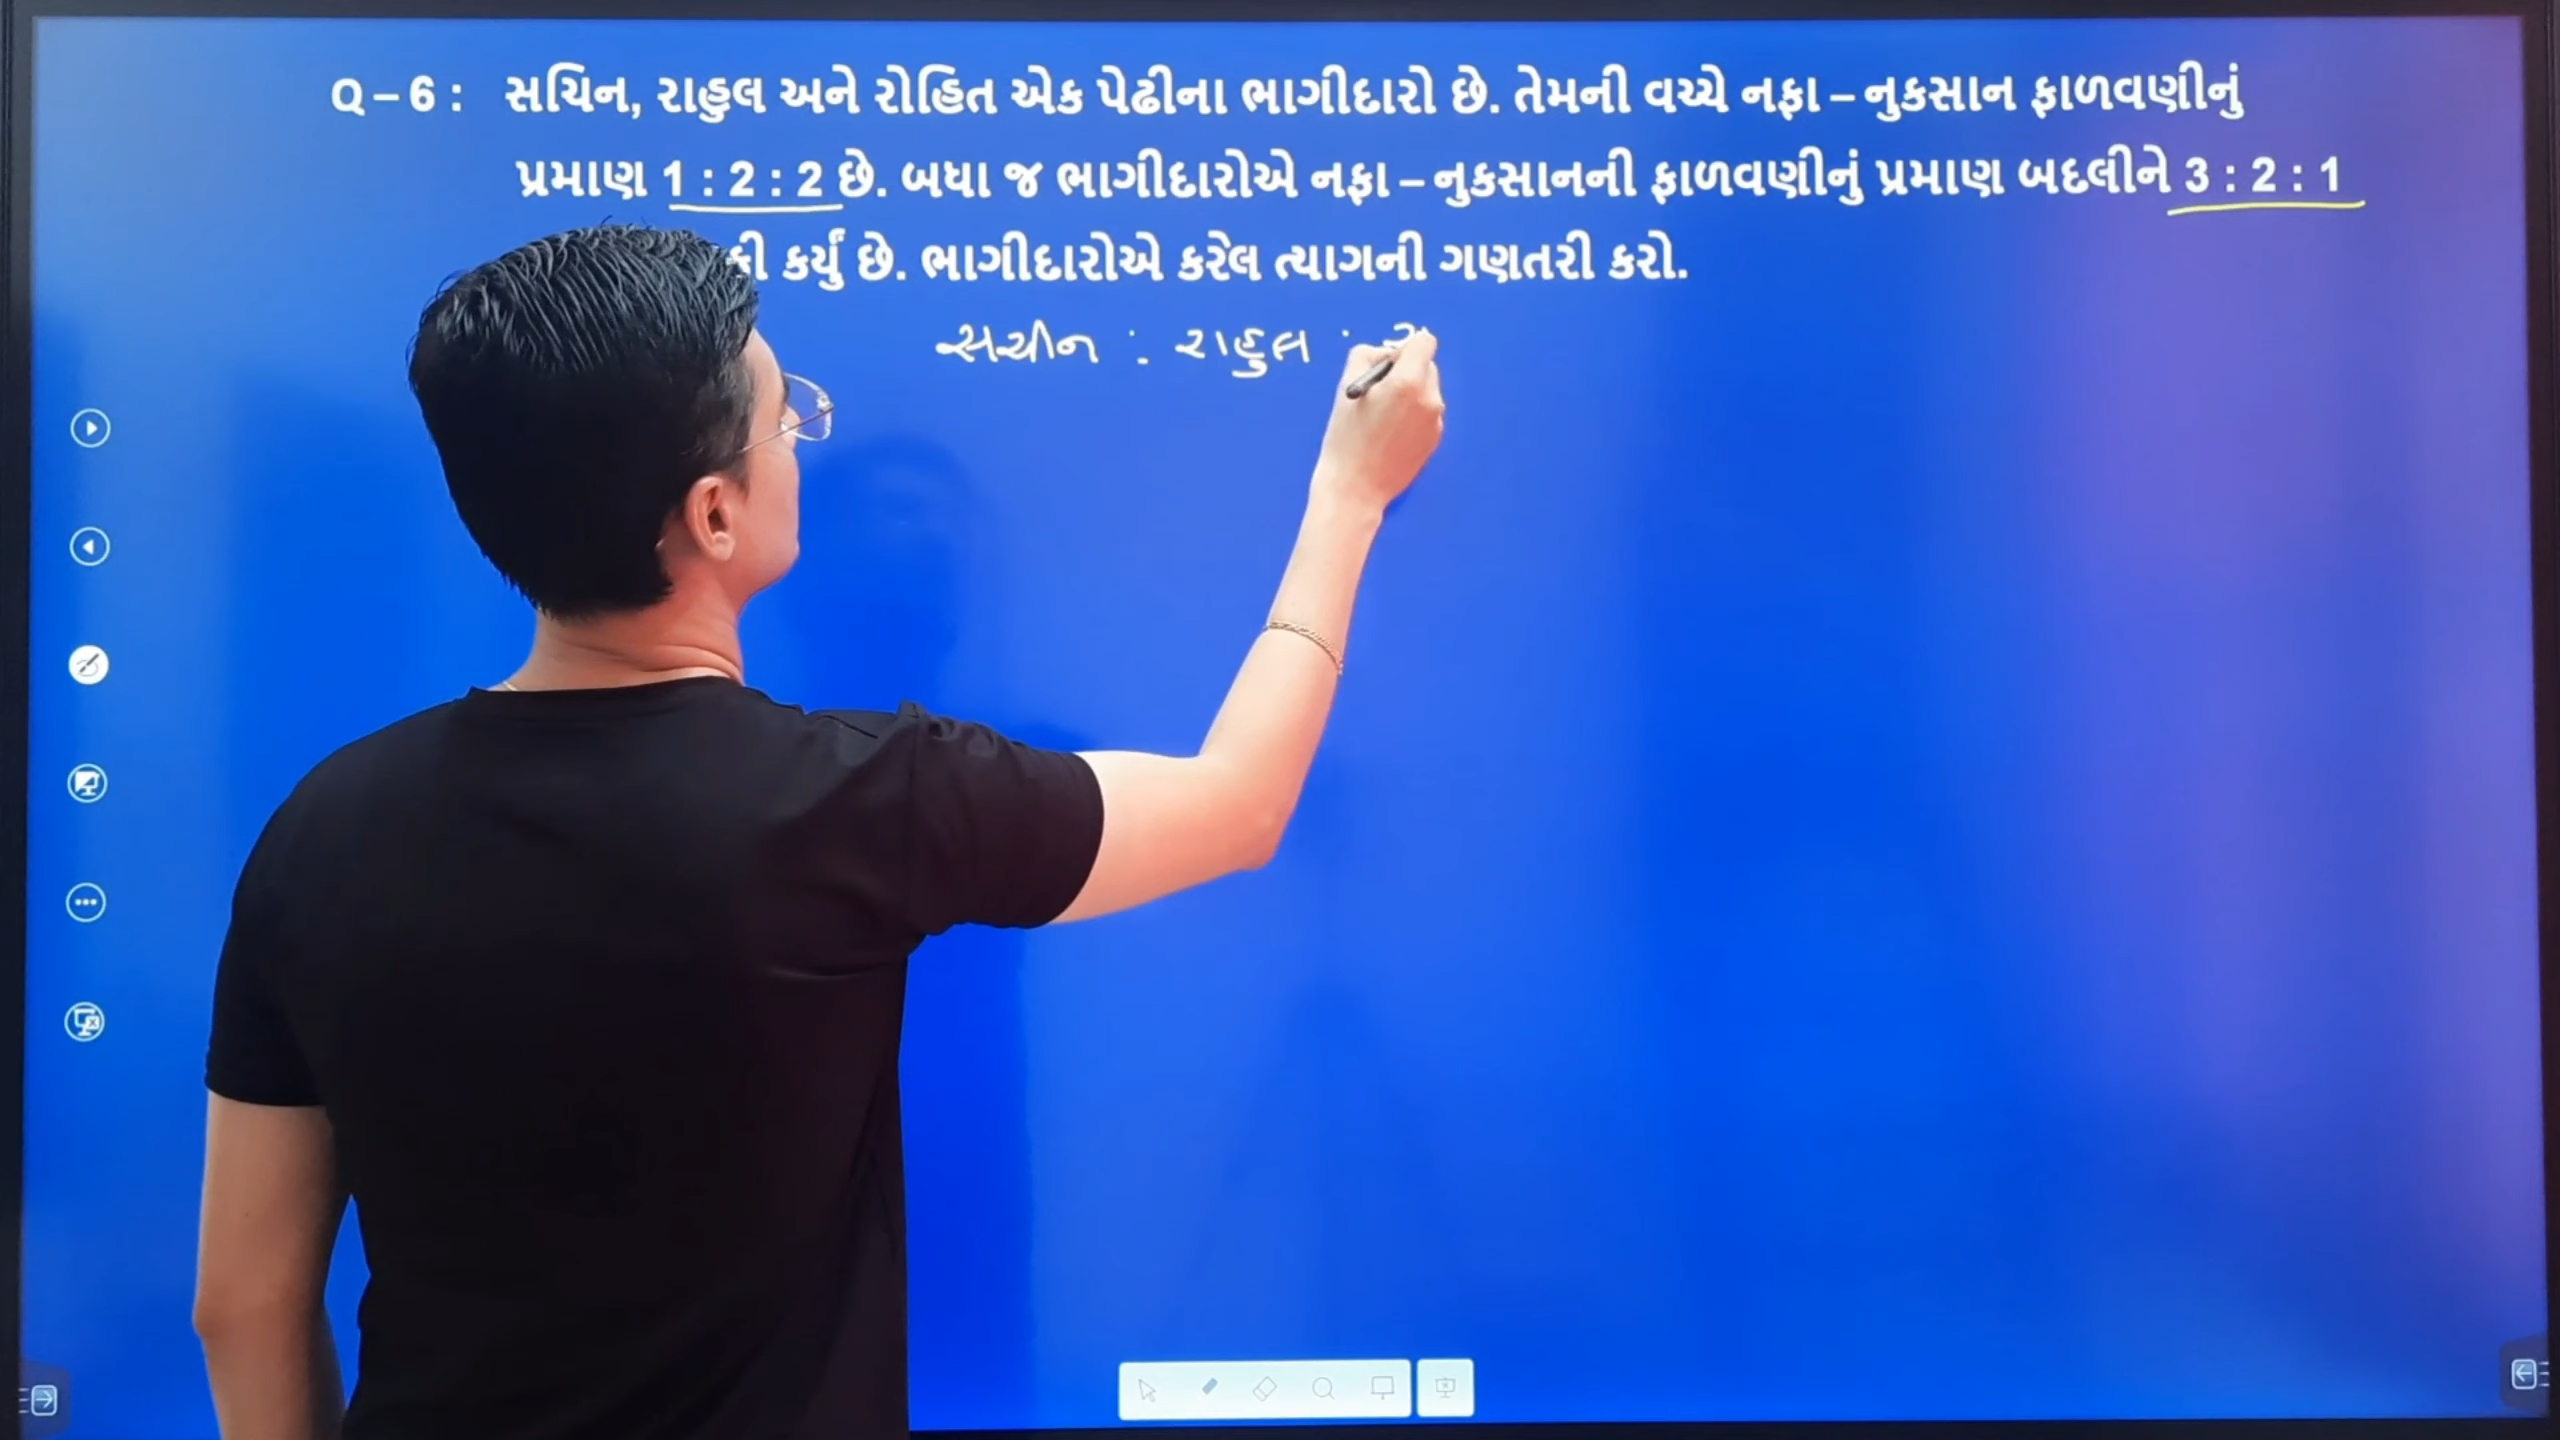 Q – 6 : સચિન, રાહુલ અને રોહિત એક પેઢીના ભાગીદારો છે. તેમની વચ્ચે નફા – નુકસાન ફાળવણીનું
પ્રમાણ 1 : 2 : 2 છે. બધા જ ભાગીદારોએ નફા – નુકસાનની ફાળવણીનું પ્રમાણ બદલીને 3 : 2 : 1
કર્યું છે. ભાગીદારોએ કરેલ ત્યાગની ગણતરી કરો.
સચીન : રાહુલ :